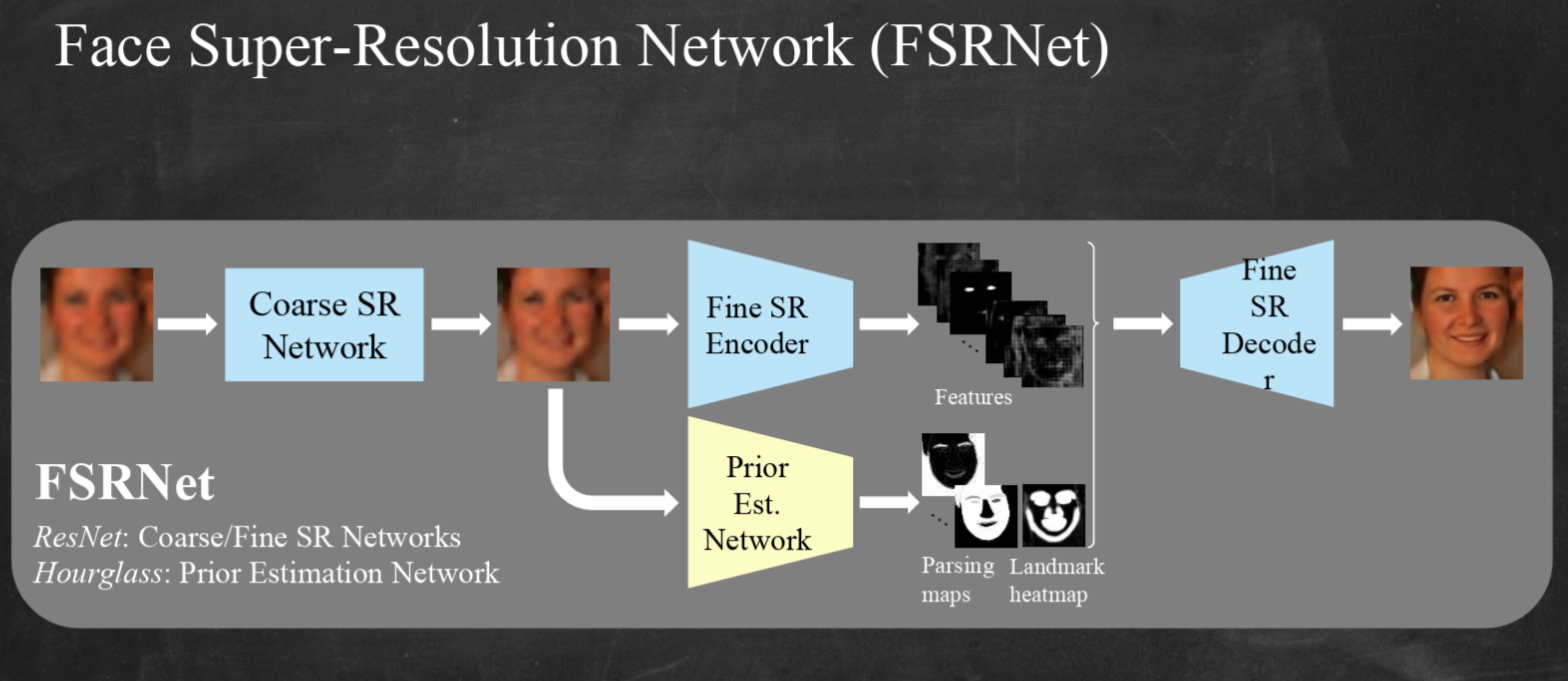 Face Super-Resolution Network (FSRNet)
Coarse SR
Network
Fine SR
Encoder
Features
Fine
SR
Decode
r
Prior
Est.
Network
Parsing
maps
Landmark
heatmap
FSRNet
ResNet: Coarse/Fine SR Networks
Hourglass: Prior Estimation Network